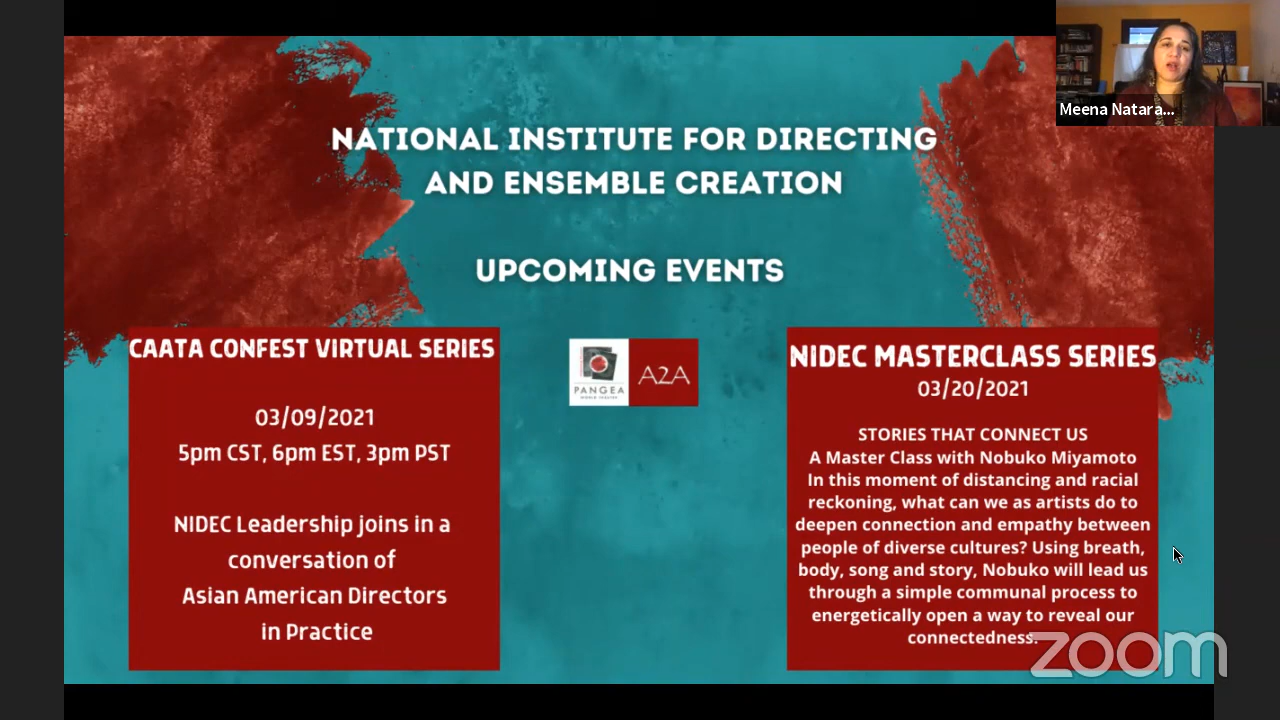 Meena Natara...
NATIONAL INSTITUTE FOR DIRECTING
AND ENSEMBLE CREATION
UPCOMING EVENTS
CAATA CONFEST VIRTUAL SERIES
03/09/2021
5pm CST, 6pm EST, 3pm PST
NIDEC Leadership joins in a
conversation of
Asian American Directors
in Practice
PANGEA
WORLD THEATER
A2A
NIDEC MASTERCLASS SERIES
03/20/2021
STORIES THAT CONNECT US
A Master Class with Nobuko Miyamoto
In this moment of distancing and racial
reckoning, what can we as artists do to
deepen connection and empathy between
people of diverse cultures? Using breath,
body, song and story, Nobuko will lead us
through a simple communal process to
energetically open a way to reveal our
connectedness.
zoom